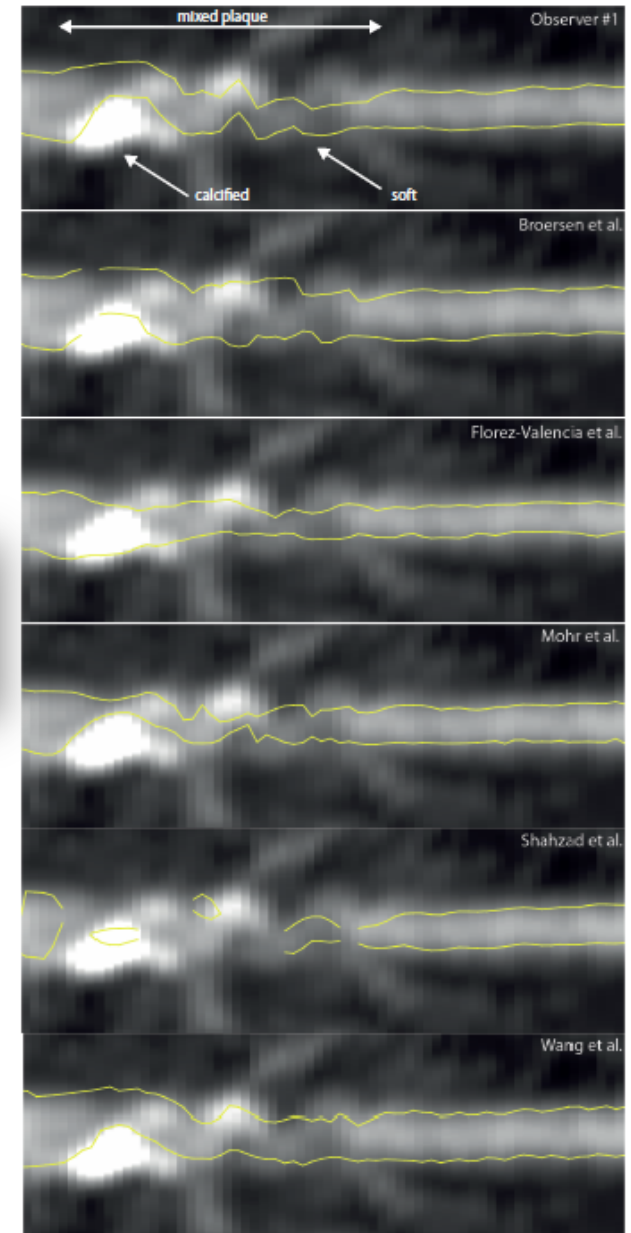 mixed plaque
Observer #1
calcified
soft
Broersen et al.
Florez-Valencia et al.
Mohr et al.
Shahzad et al.
Wang et al.